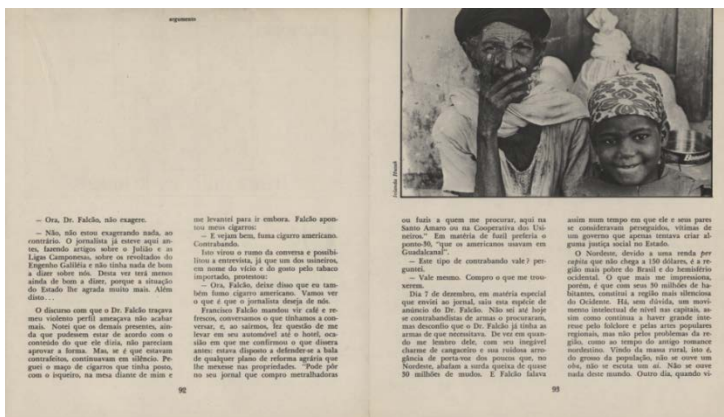 argumento
— Ora, Dr. Falcão, não exagere.
— Não, não estou exagerando nada, ao
contrário. O jornalista já esteve aqui an-
tes, fazendo artigos sobre o Julião e as
Ligas Camponesas, sobre os revoltados do
Engenho Galiléia e não tinha nada de bom
a dizer sobre nós. Desta vez terá menos
ainda de bom a dizer, porque a situação
do Estado lhe agrada muito mais. Além
disto...
O discurso com que o Dr. Falcão traçava
meu violento perfil ameaçava não acabar
mais. Notei que os demais presentes, ain-
da que pudessem estar de acordo com o
conteúdo do que ele dizia, não pareciam
aprovar a forma. Mas, se é que estavam
contrafeitos, continuavam em silêncio. Pe-
guei o maço de cigarros que tinha posto,
com o isqueiro, na mesa diante de mim e
me levantei para ir embora. Falcão apon-
tou meus cigarros:
— E vejam bem, fuma cigarro americano.
Contrabando.
Isto virou o rumo da conversa e possibi-
litou a entrevista, já que um dos usineiros,
em nome do vício e do gosto pelo tabaco
importado, protestou:
— Ora, Falcão, deixe disso que eu tam-
bém fumo cigarro americano. Vamos ver
o que é que o jornalista deseja de nós.
Francisco Falcão mandou vir café e re-
frescos, conversamos o que tínhamos a con-
versar, e, ao sairmos, fez questão de me
levar em seu automóvel até o hotel, oca-
sião em que me confirmou o que dissera
antes: estava disposto a defender-se a bala
de qualquer plano de reforma agrária que
lhe mexesse nas propriedades. "Pode pôr
no seu jornal que compro metralhadoras
92
ou fuzis a quem me procurar, aqui na
Santo Amaro ou na Cooperativa dos Usi-
neiros." Em matéria de fuzil preferia o
ponto-30, "que os americanos usavam em
Guadalcanal".
— Este tipo de contrabando vale? per-
guntei.
— Vale mesmo. Compro o que me trou-
xerem.
Dia 7 de dezembro, em matéria especial
que enviei ao jornal, saiu essa espécie de
anúncio do Dr. Falcão. Não sei até hoje
se contrabandistas de armas o procuraram,
mas desconfio que o Dr. Falcão já tinha as
armas de que necessitava. De vez em quan-
do me lembro dele, com seu inegável
charme de cangaceiro e sua ruidosa arro-
gância de porta-voz dos poucos que, no
Nordeste, abafam a surda queixa de quase
30 milhões de mudos. E Falcão falava
assim num tempo em que ele e seus pares
se consideravam perseguidos, vítimas de
um governo que apenas tentava criar al-
guma justiça social no Estado.
O Nordeste, devido a uma renda per
capita que não chega a 150 dólares, é a re-
gião mais pobre do Brasil e do hemisfério
ocidental. O que mais me impressiona,
porém, é que com seus 30 milhões de ha-
bitantes, constitui a região mais silenciosa
do Ocidente. Há, sem dúvida, um movi-
mento intelectual de nível nas capitais, as-
sim como continua a haver grande inte-
resse pelo folclore e pelas artes populares
regionais, mas não pelos problemas da re-
gião, como ao tempo do antigo romance
nordestino. Vindo da massa rural, isto é,
do grosso da população, não se ouve um
oba, não se escuta um ai. Não se ouve
nada deste mundo. Outro dia, quando vi-
93